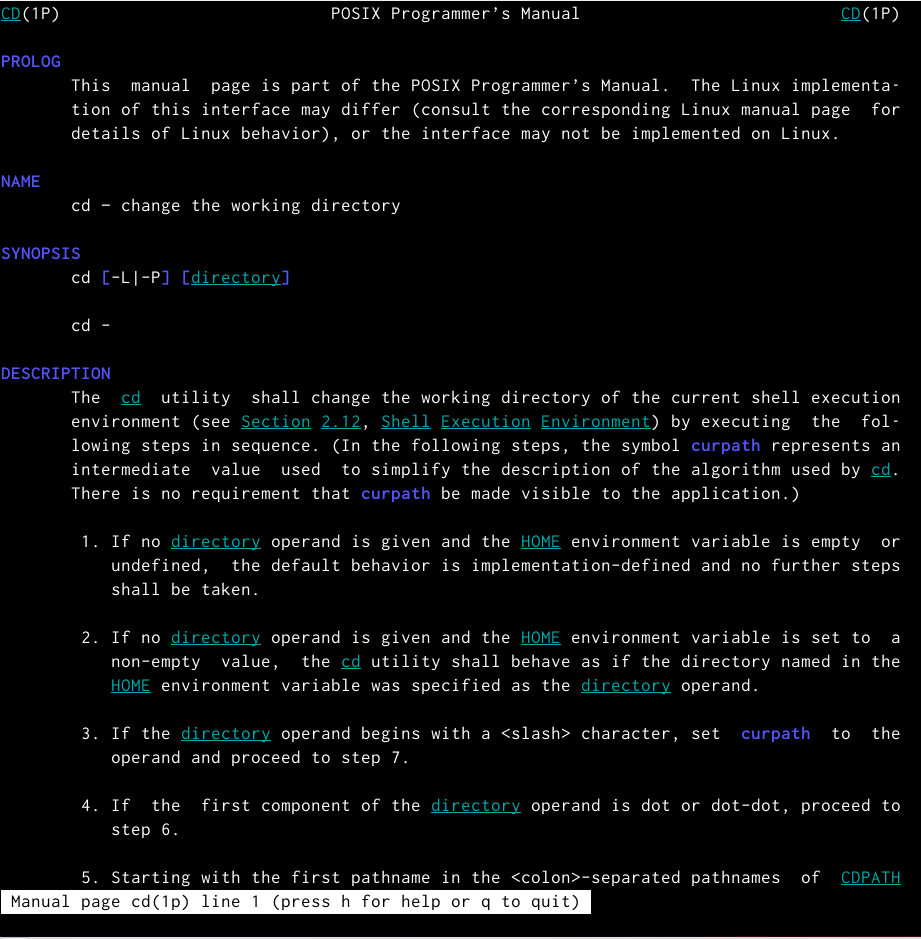 CD(1P) POSIX Programmer’s Manual CD(1P)
PROLOG
This manual page is part of the POSIX Programmer’s Manual. The Linux implementa-
tion of this interface may differ (consult the corresponding Linux manual page for
details of Linux behavior), or the interface may not be implemented on Linux.
NAME
cd — change the working directory
SYNOPSIS
cd [-L|-P] [directory]
cd -
DESCRIPTION
The cd utility shall change the working directory of the current shell execution
environment (see Section 2.12, Shell Execution Environment) by executing the fol-
lowing steps in sequence. (In the following steps, the symbol curpath represents an
intermediate value used to simplify the description of the algorithm used by cd.
There is no requirement that curpath be made visible to the application.)
1. If no directory operand is given and the HOME environment variable is empty or
undefined, the default behavior is implementation-defined and no further steps
shall be taken.
2. If no directory operand is given and the HOME environment variable is set to a
non-empty value, the cd utility shall behave as if the directory named in the
HOME environment variable was specified as the directory operand.
3. If the directory operand begins with a <slash> character, set curpath to the
operand and proceed to step 7.
4. If the first component of the directory operand is dot or dot-dot, proceed to
step 6.
5. Starting with the first pathname in the <colon>-separated pathnames of CDPATH
Manual page cd(1p) line 1 (press h for help or q to quit)